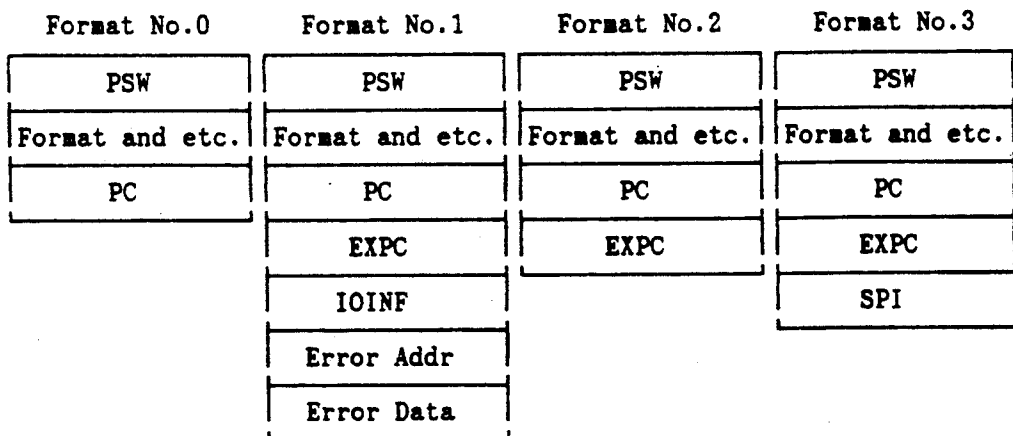 Format No.0 Format No.1 Format No.2 Format No.3
PSW PSW PSW PSW
Format and etc. Format and etc. Format and etc. Format and etc.
PC PC PC PC
EXPC EXPC EXPC
IOINF SPI
Error Addr
Error Data